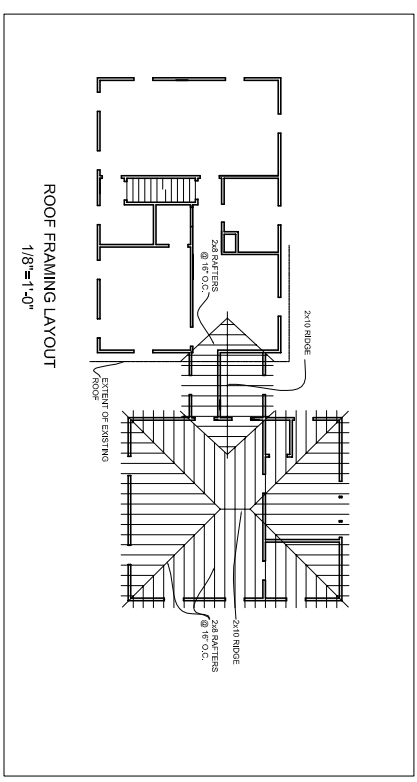 2x10 RIDGE
2x8 RAFTERS
@ 16" O.C.
2x10 RIDGE
2x8 RAFTERS
@ 16" O.C.
EXTENT OF EXISTING
ROOF
ROOF FRAMING LAYOUT
1/8"=1'-0"